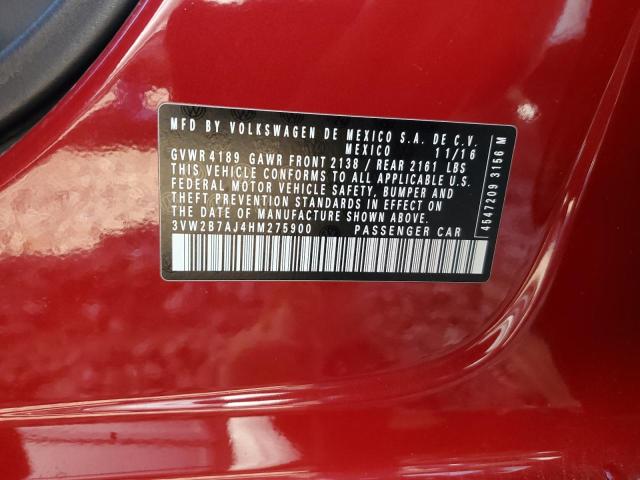 MFD BY VOLKSWAGEN DE MEXICO S.A. DE C.V.
MEXICO 11/16
GVWR 4189 GAWR FRONT 2138 / REAR 2161 LBS
THIS VEHICLE CONFORMS TO ALL APPLICABLE U.S.
FEDERAL MOTOR VEHICLE SAFETY, BUMPER AND
THEFT PREVENTION STANDARDS IN EFFECT ON
THE DATE OF MANUFACTURE SHOWN ABOVE.
3VW2B7AJ4HM275900 PASSENGER CAR
4547209 3156 M